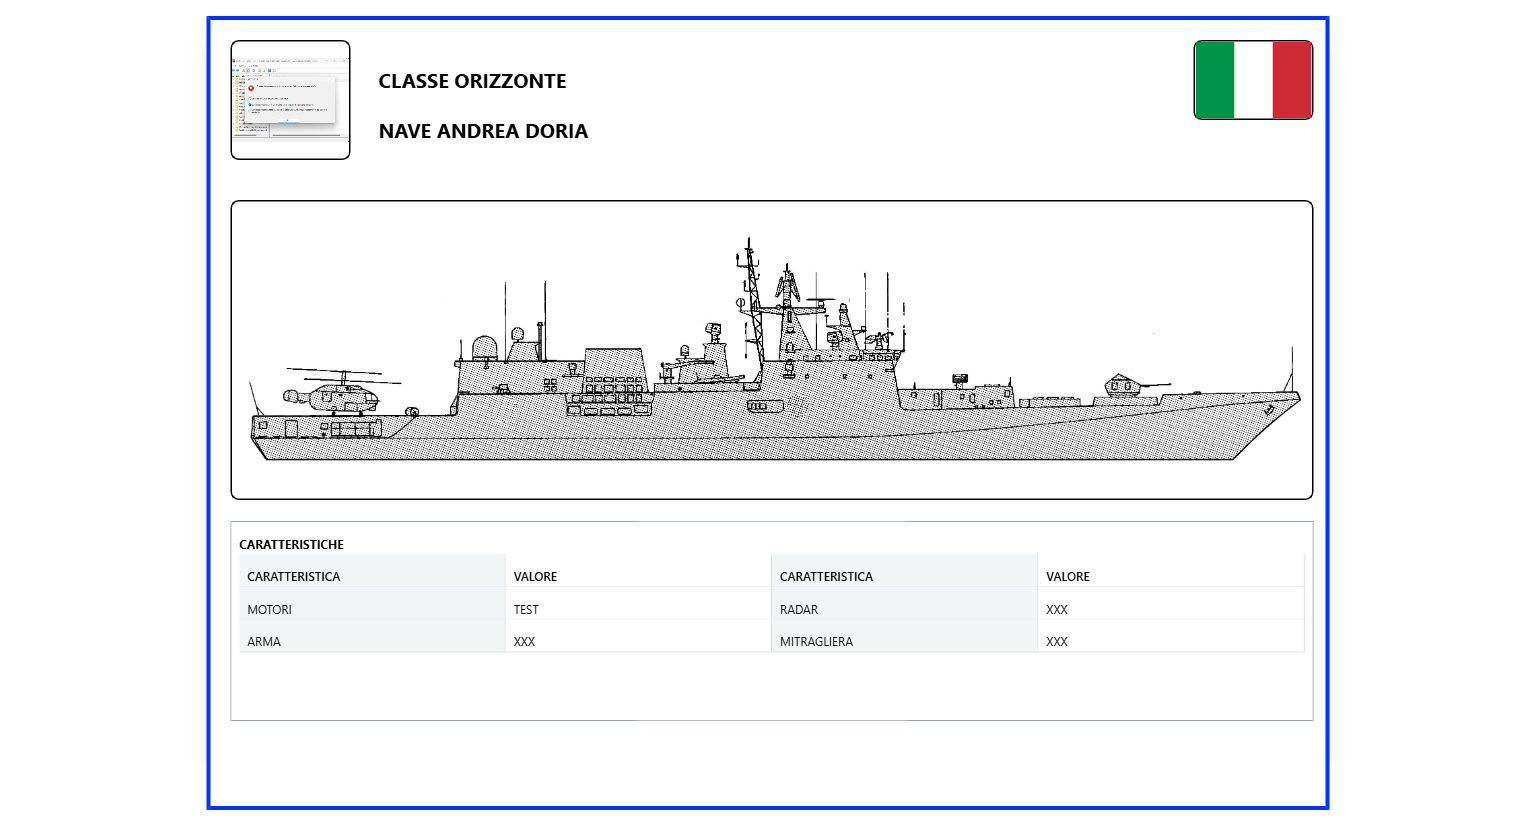 CLASSE ORIZZONTE
NAVE ANDREA DORIA
CARATTERISTICHE
CARATTERISTICA VALORE CARATTERISTICA VALORE
MOTORI TEST RADAR XXX
ARMA XXX MITRAGLIERA XXX